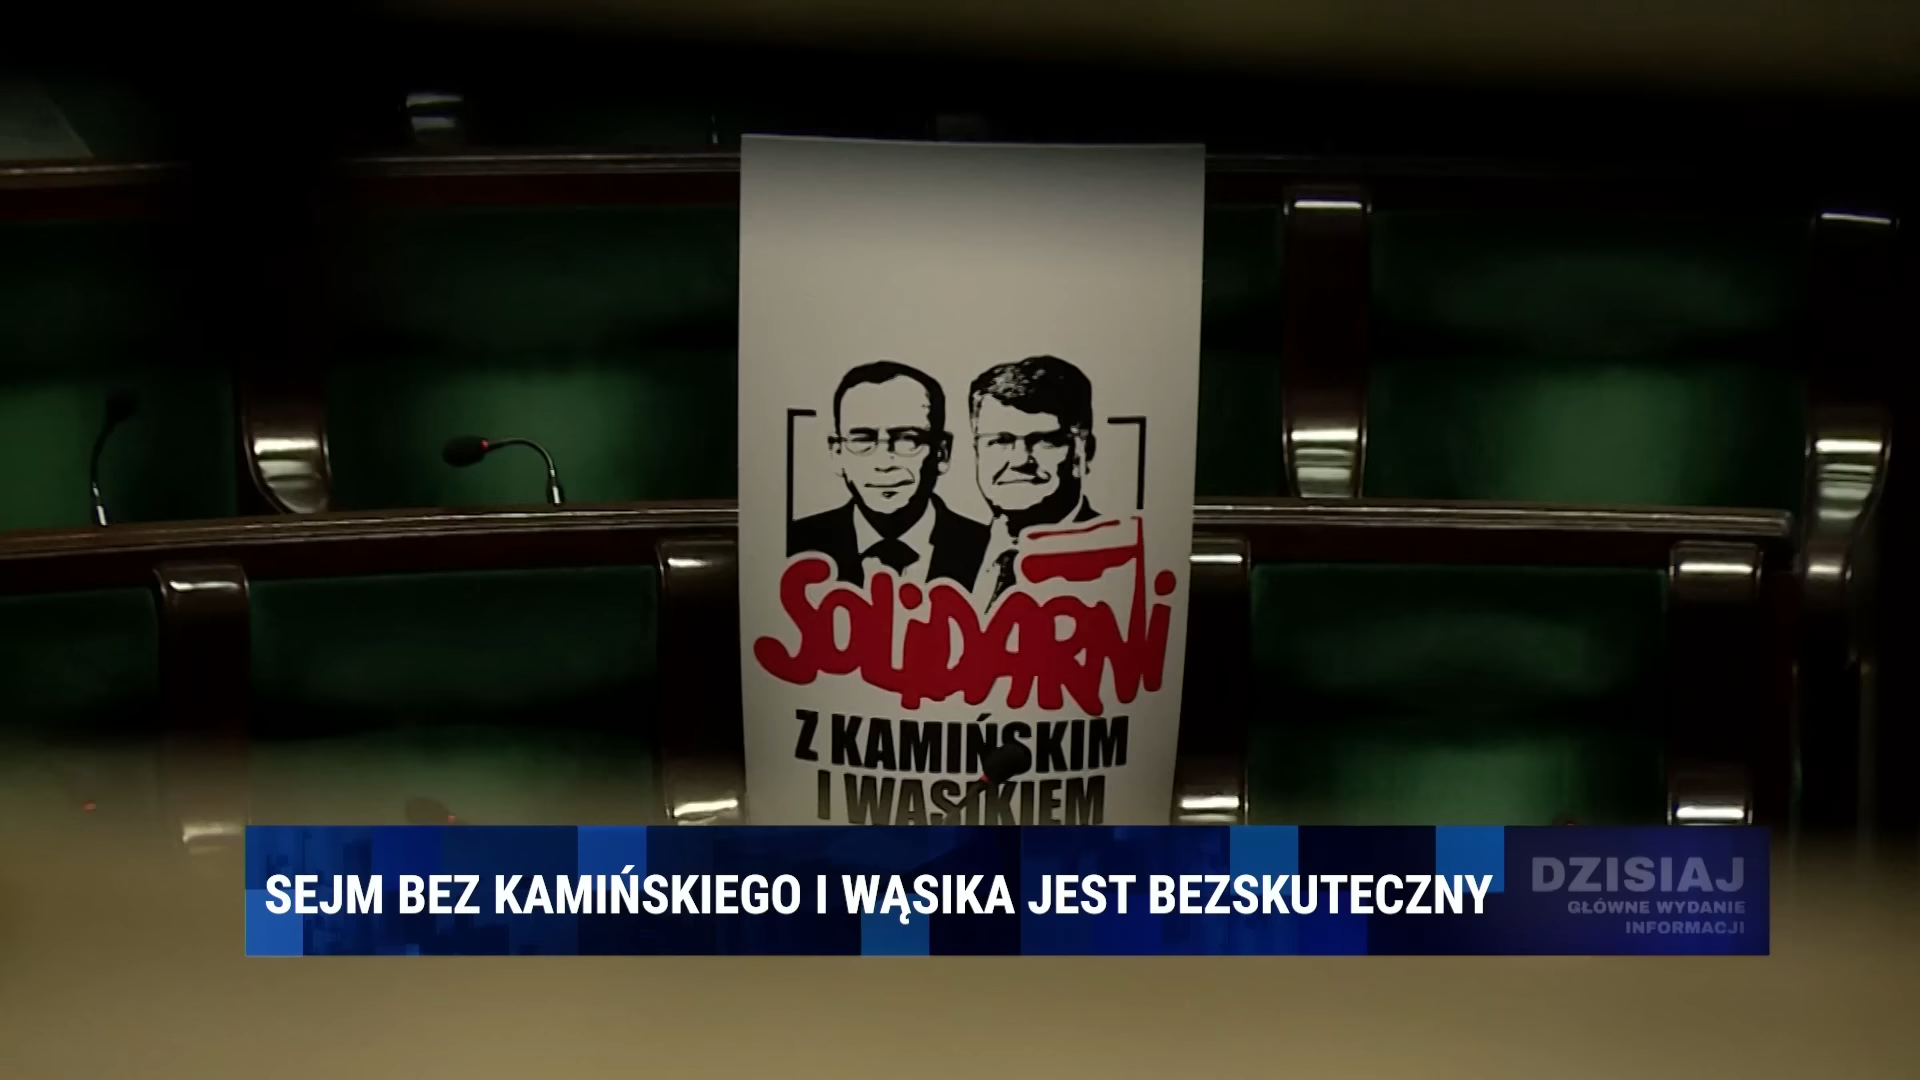 SOLiDARNi
Z KAMIŃSKIM
I WĄSIKIEM
SEJM BEZ KAMIŃSKIEGO I WĄSIKA JEST BEZSKUTECZNY
DZISIAJ
GŁÓWNE WYDANIE
INFORMACJI